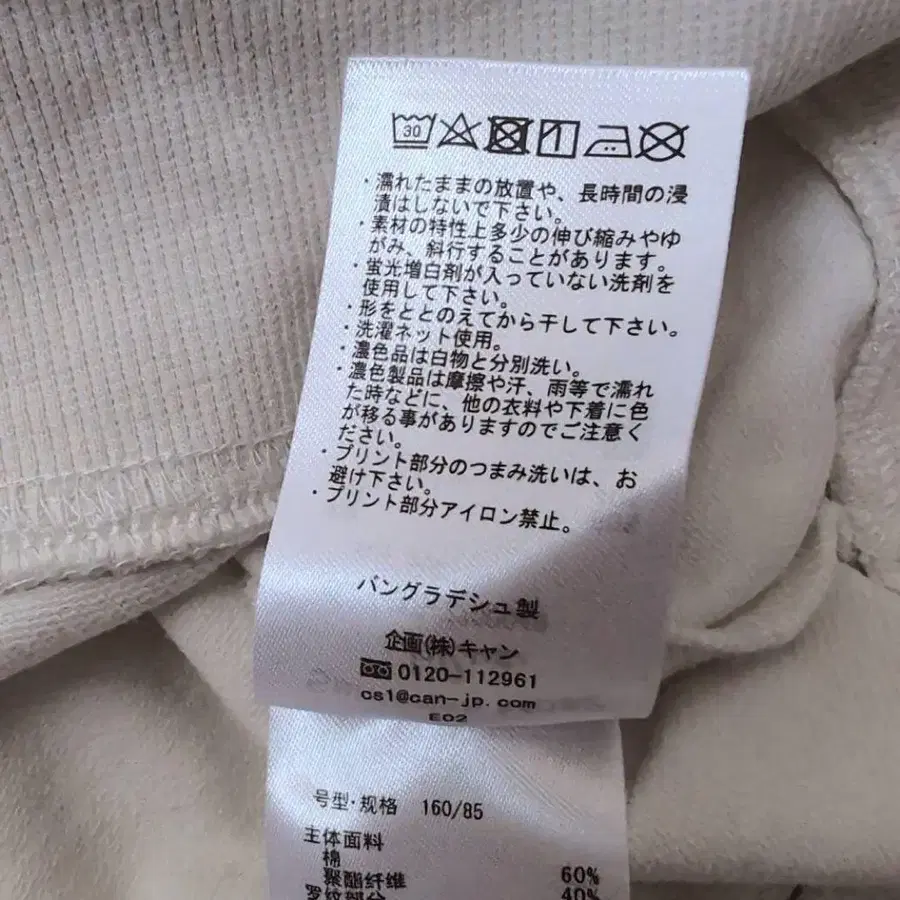 30
・濡れたままの放置や、長時間の浸
漬はしないで下さい。
・素材の特性上多少の伸び縮みやゆ
がみ、斜行することがあります。
・蛍光増白剤が入っていない洗剤を
使用して下さい。
・形をととのえてから干して下さい。
・洗濯ネット使用。
・濃色品は白物と分別洗い。
・濃色製品は摩擦や汗、雨等で濡れ
た時などに、他の衣料や下着に色
が移る事がありますのでご注意く
ださい。
・プリント部分のつまみ洗いは、お
避け下さい。
・プリント部分アイロン禁止。
バングラデシュ製
企画(株)キャン
0120-112961
cs1@can-jp.com
E02
号型·规格 160/85
主体面料
棉
聚酯纤维 60%
罗纹部分 40%